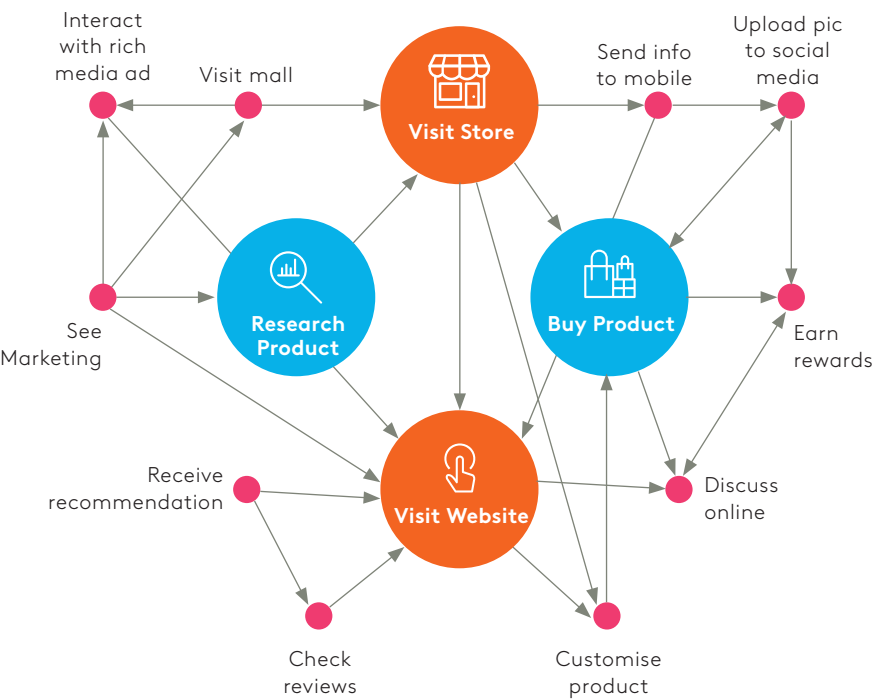 Interact
with rich
media ad
Visit mall
Visit Store
Send info
to mobile
Upload pic
to social
media
See
Marketing
Research
Product
Buy Product
Earn
rewards
Receive
recommendation
Visit Website
Discuss
online
Check
reviews
Customise
product